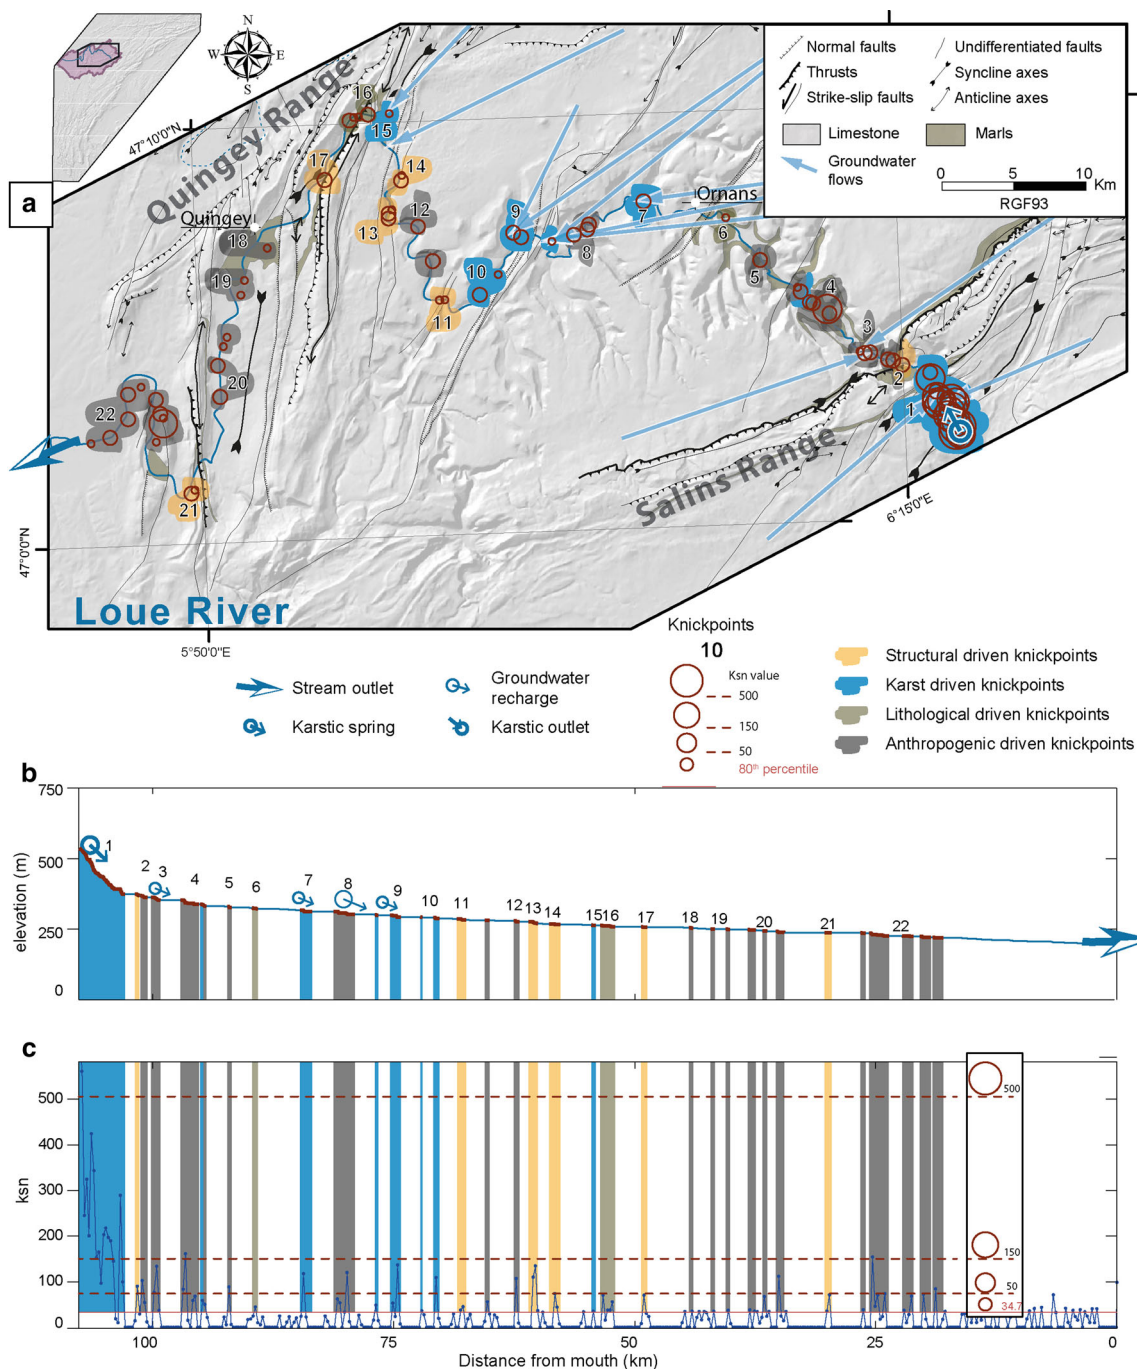 N
W
E
S
Normal faults
Undifferentiated faults
Thrusts
Syncline axes
Strike-slip faults
Anticline axes
Limestone
Marls
Groundwater
flows
0
5
10
Km
RGF93
a
47°10'0"N
47°0'0"N
5°50'0"E
6°15'0"E
Quingey Range
Salins Range
Quingey
Ornans
Loue River
1
2
3
4
5
6
7
8
9
10
11
12
13
14
15
16
17
18
19
20
21
22
Stream outlet
Groundwater
recharge
Karstic spring
Karstic outlet
Knickpoints
10
Ksn value
500
150
50
80th percentile
Structural driven knickpoints
Karst driven knickpoints
Lithological driven knickpoints
Anthropogenic driven knickpoints
b
750
500
250
0
elevation (m)
1 2 3 4 5 6 7 8 9 10 11 12 13 14 15 16 17 18 19 20 21 22
c
500
400
300
200
100
0
ksn
500
150
50
34.7
100 75 50 25 0
Distance from mouth (km)